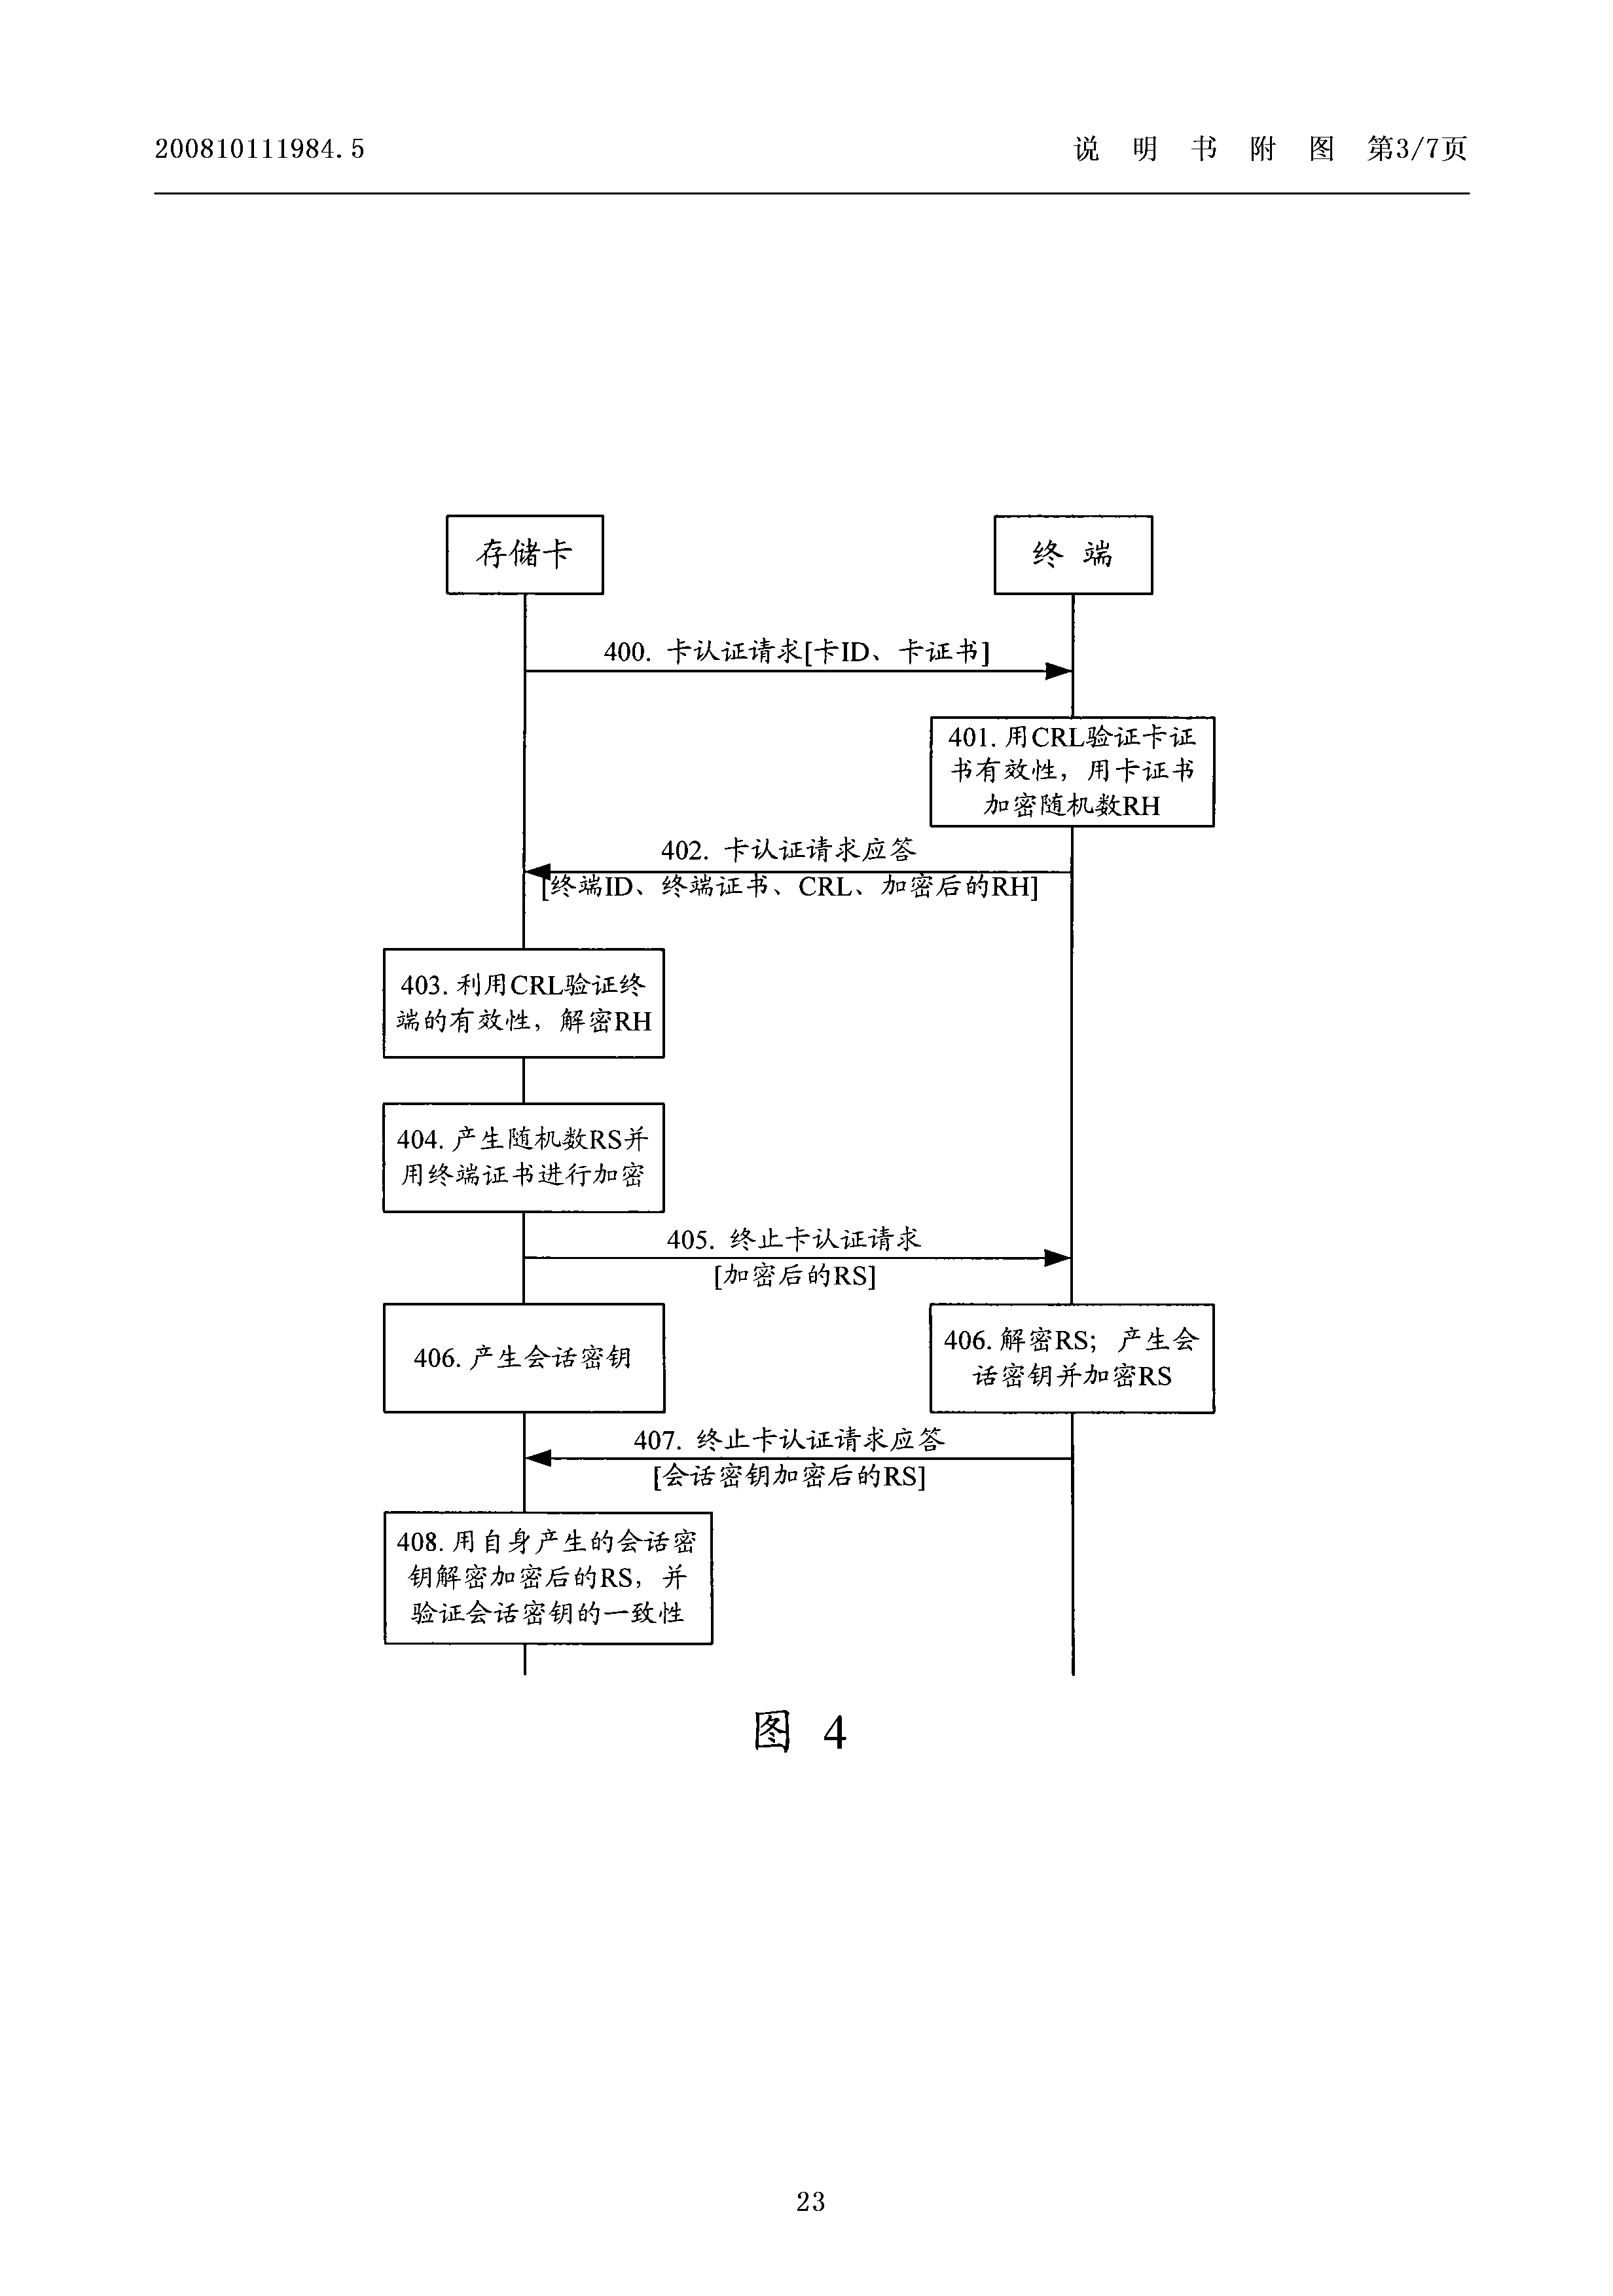 200810111984.5
说 明 书 附 图 第3/7页
存储卡
终 端
400. 卡认证请求[卡ID、卡证书]
401. 用CRL验证卡证
书有效性，用卡证书
加密随机数RH
402. 卡认证请求应答
[终端ID、终端证书、CRL、加密后的RH]
403. 利用CRL验证终
端的有效性，解密RH
404. 产生随机数RS并
用终端证书进行加密
405. 终止卡认证请求
[加密后的RS]
406. 产生会话密钥
406. 解密RS；产生会
话密钥并加密RS
407. 终止卡认证请求应答
[会话密钥加密后的RS]
408. 用自身产生的会话密
钥解密加密后的RS，并
验证会话密钥的一致性
图 4
23